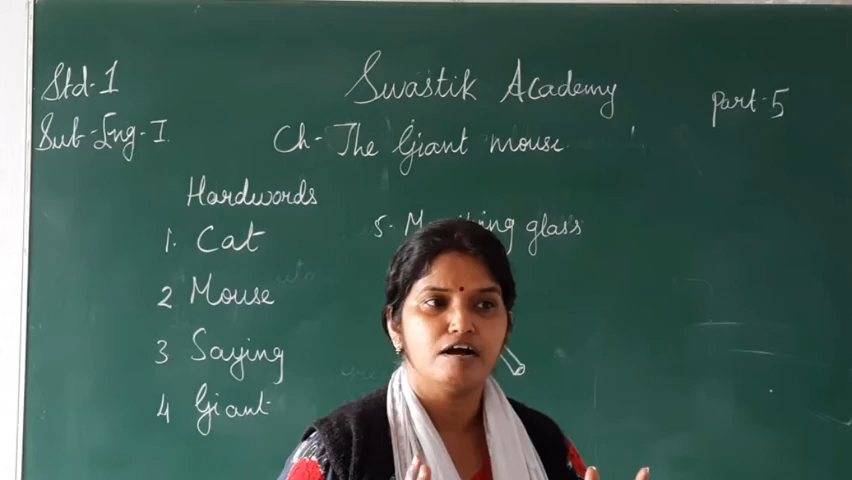 Std-1
Swastik Academy
Part-5
Sub-Eng-I
Ch- The Giant mouse
Hardwords
1. Cat
2 Mouse
3 Saying
4 Giant
5. glass